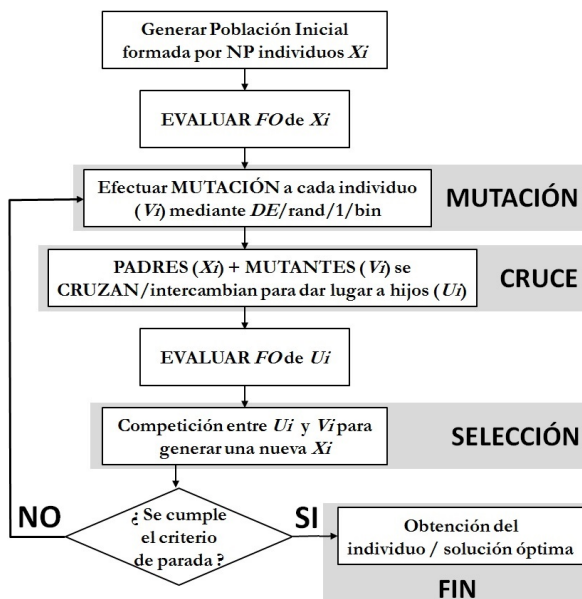 Generar Población Inicial
formada por NP individuos Xi
EVALUAR FO de Xi
Efectuar MUTACIÓN a cada individuo
(Vi) mediante DE/rand/1/bin
MUTACIÓN
PADRES (Xi) + MUTANTES (Vi) se
CRUZAN/intercambian para dar lugar a hijos (Ui)
CRUCE
EVALUAR FO de Ui
Competición entre Ui y Vi para
generar una nueva Xi
SELECCIÓN
NO
¿ Se cumple
el criterio
de parada ?
SI
Obtención del
individuo / solución óptima
FIN